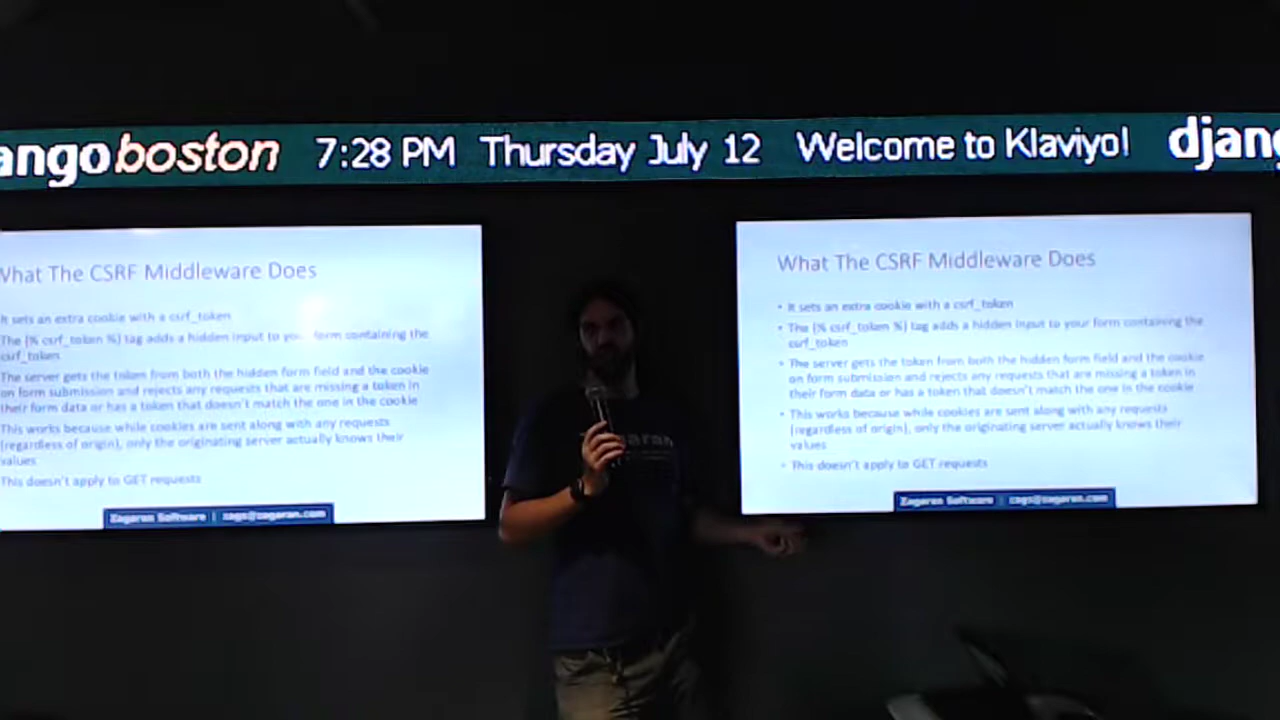 ango boston 7:28 PM Thursday July 12 Welcome to Klaviyo! djang
What The CSRF Middleware Does
It sets an extra cookie with a csrf_token
The {% csrf_token %} tag adds a hidden input to your form containing the
csrf_token
The server gets the token from both the hidden form field and the cookie
on form submission and rejects any requests that are missing a token in
their form data or has a token that doesn't match the one in the cookie
This works because while cookies are sent along with any requests
(regardless of origin), only the originating server actually knows their
values
This doesn't apply to GET requests
Zagaran Software | zags@zagaran.com
What The CSRF Middleware Does
• It sets an extra cookie with a csrf_token
• The {% csrf_token %} tag adds a hidden input to your form containing the
csrf_token
• The server gets the token from both the hidden form field and the cookie
on form submission and rejects any requests that are missing a token in
their form data or has a token that doesn't match the one in the cookie
• This works because while cookies are sent along with any requests
(regardless of origin), only the originating server actually knows their
values
• This doesn't apply to GET requests
Zagaran Software | zags@zagaran.com